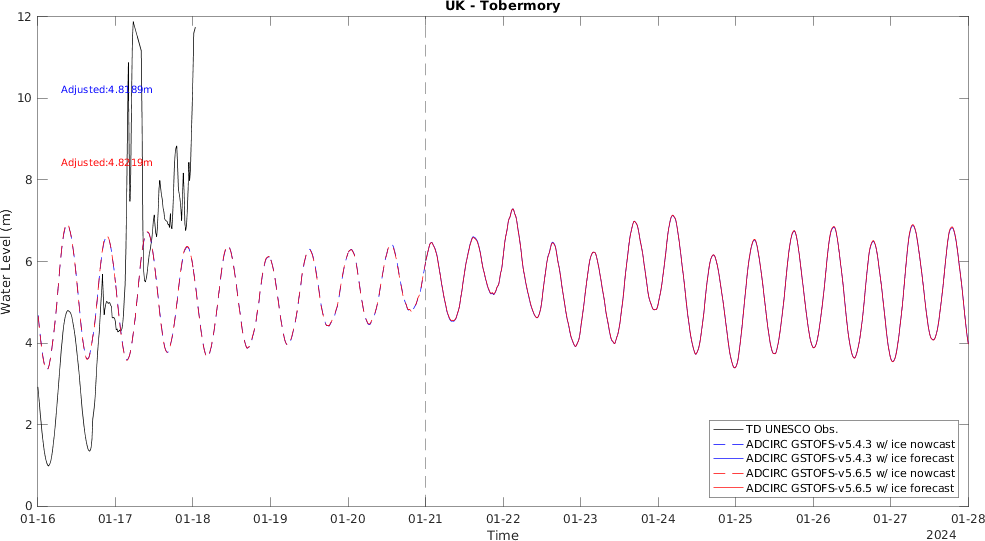 UK - Tobermory
12
10
8
6
4
2
0
Water Level (m)
Adjusted:4.8189m
Adjusted:4.8219m
TD UNESCO Obs.
ADCIRC GSTOFS-v5.4.3 w/ ice nowcast
ADCIRC GSTOFS-v5.4.3 w/ ice forecast
ADCIRC GSTOFS-v5.6.5 w/ ice nowcast
ADCIRC GSTOFS-v5.6.5 w/ ice forecast
01-16 01-17 01-18 01-19 01-20 01-21 01-22 01-23 01-24 01-25 01-26 01-27 01-28
Time
2024